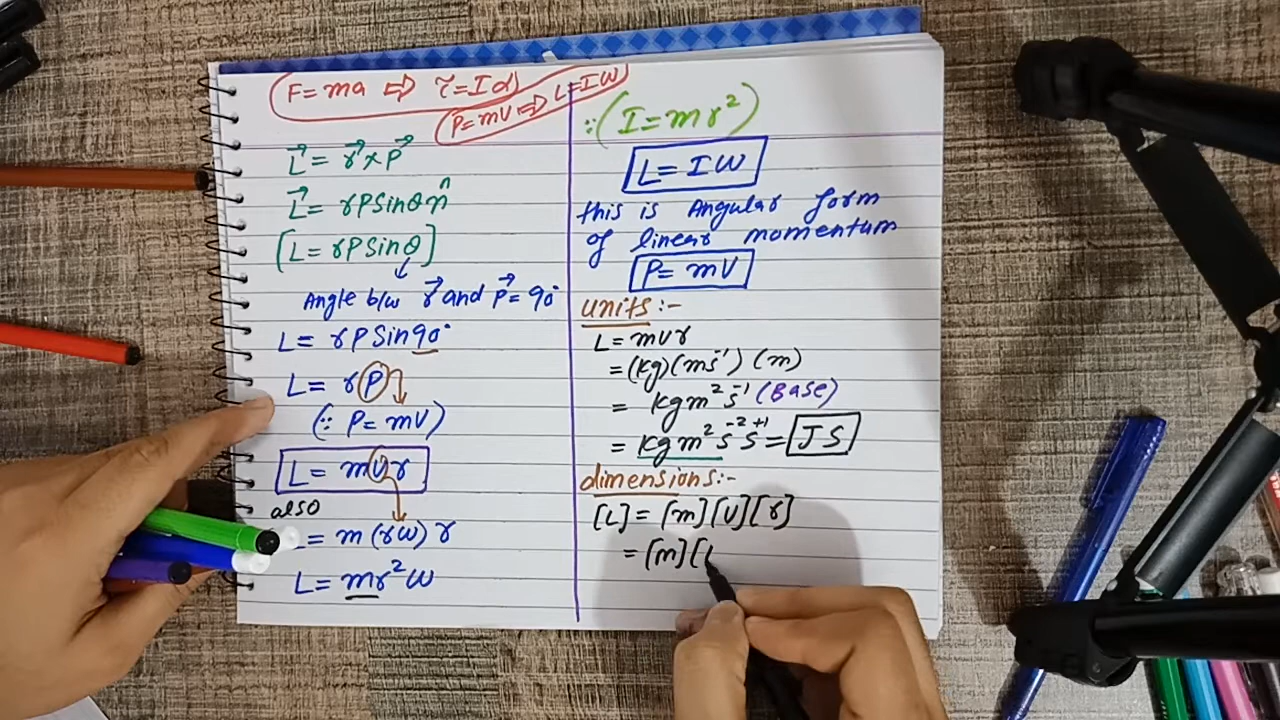 F=ma ⇨ τ=Iα
P=mV ⇨ L=Iω
L⃗ = r⃗ × P⃗
L⃗ = rPSinθ n̂
[L = rPSinθ]
Angle b/w r⃗ and P⃗ = 90°
L = rPSin90°
L = rP
(∵ P = mV)
L = mVr
also
= m(rω)r
L = mr²ω
∵ (I = mr²)
L = Iω
this is Angular form
of linear momentum
P = mV
units :-
L = mVr
= (kg)(ms⁻¹)(m)
= kgm²s⁻¹ (Base)
= kgm²s⁻²s⁺¹ = JS
dimensions:-
[L] = [m][V][r]
= [m][L